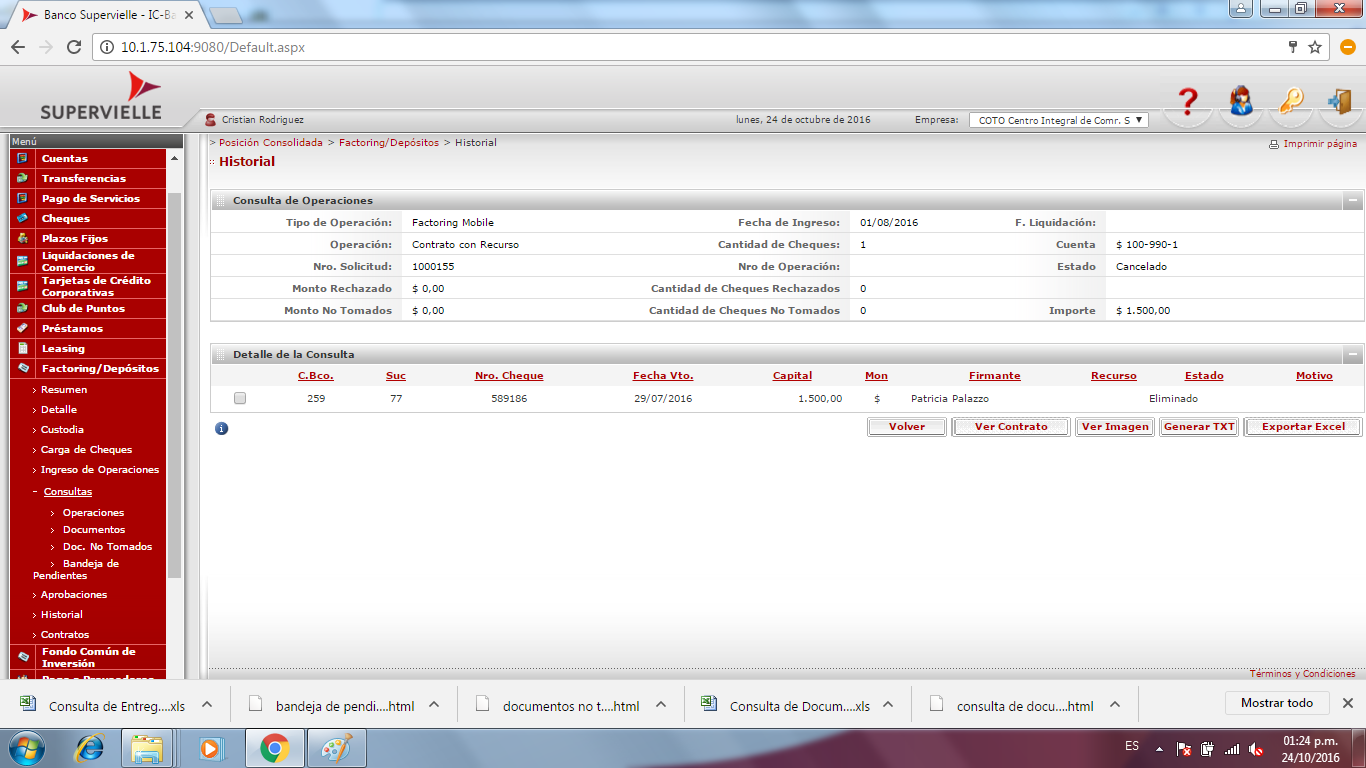 Banco Supervielle - IC-Ba
10.1.75.104:9080/Default.aspx
SUPERVIELLE
Cristian Rodriguez
lunes, 24 de octubre de 2016
Empresa:
COTO Centro Integral de Comr. S
Menú
Cuentas
Transferencias
Pago de Servicios
Cheques
Plazos Fijos
Liquidaciones de
Comercio
Tarjetas de Crédito
Corporativas
Club de Puntos
Préstamos
Leasing
Factoring/Depósitos
Resumen
Detalle
Custodia
Carga de Cheques
Ingreso de Operaciones
- Consultas
Operaciones
Documentos
Doc. No Tomados
Bandeja de
Pendientes
Aprobaciones
Historial
Contratos
Fondo Común de
Inversión
> Posición Consolidada > Factoring/Depósitos > Historial
Imprimir página
Historial
Consulta de Operaciones
Tipo de Operación: Factoring Mobile Fecha de Ingreso: 01/08/2016 F. Liquidación:
Operación: Contrato con Recurso Cantidad de Cheques: 1 Cuenta $ 100-990-1
Nro. Solicitud: 1000155 Nro de Operación: Estado Cancelado
Monto Rechazado $ 0,00 Cantidad de Cheques Rechazados 0
Monto No Tomados $ 0,00 Cantidad de Cheques No Tomados 0 Importe $ 1.500,00
Detalle de la Consulta
C.Bco. Suc Nro. Cheque Fecha Vto. Capital Mon Firmante Recurso Estado Motivo
259 77 589186 29/07/2016 1.500,00 $ Patricia Palazzo Eliminado
Volver Ver Contrato Ver Imagen Generar TXT Exportar Excel
Términos y Condiciones
Consulta de Entreg....xls
bandeja de pendi....html
documentos no t....html
Consulta de Docum....xls
consulta de docu....html
Mostrar todo
ES
01:24 p.m.
24/10/2016